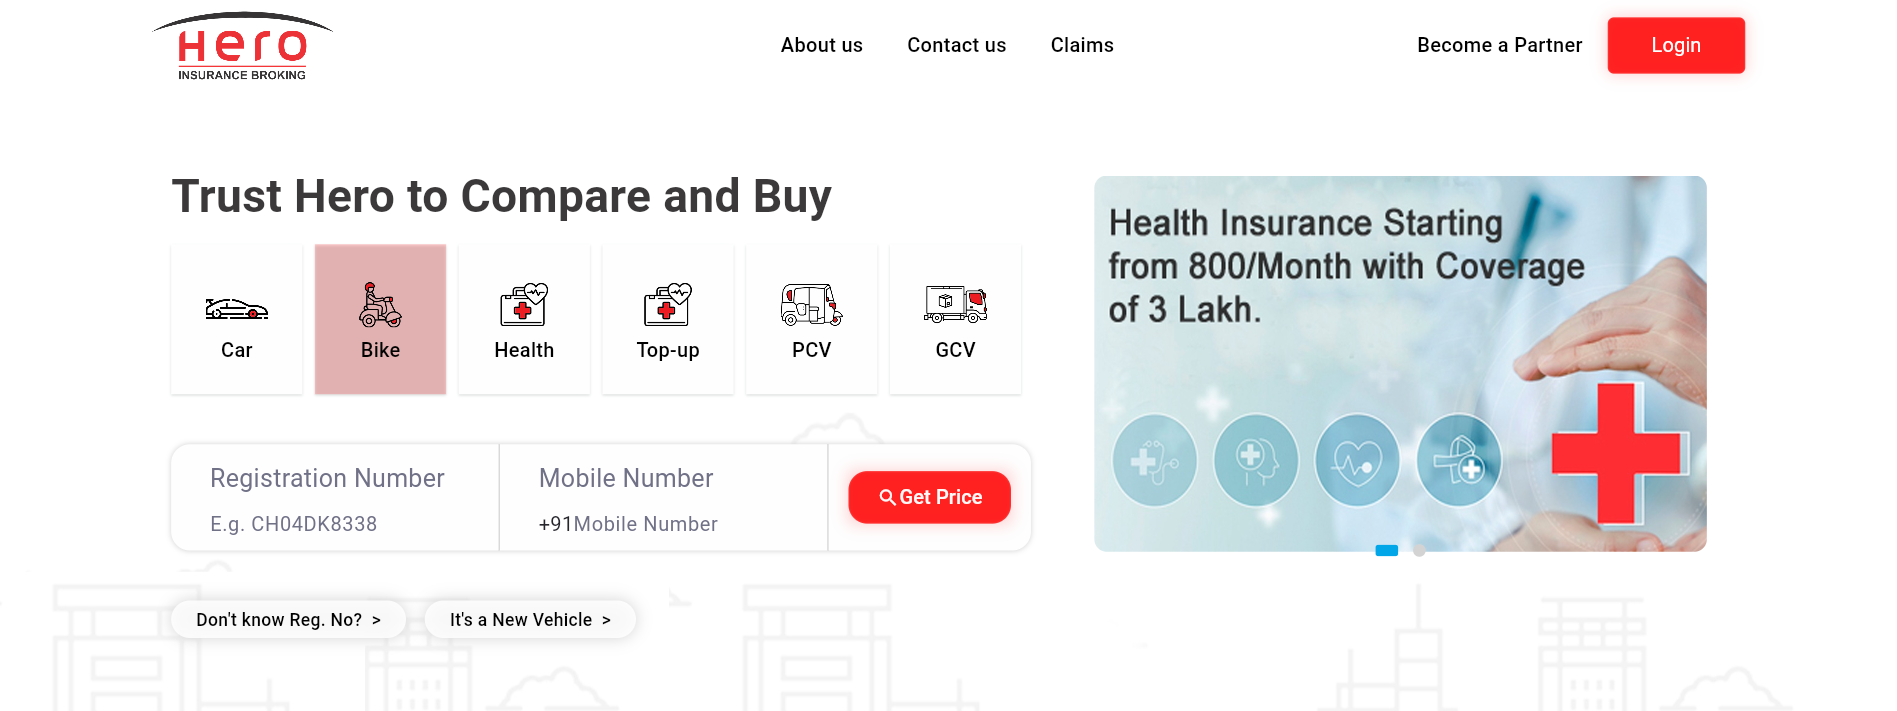 Hero
INSURANCE BROKING
About us
Contact us
Claims
Become a Partner
Login
Trust Hero to Compare and Buy
Car
Bike
Health
Top-up
PCV
GCV
Registration Number
E.g. CH04DK8338
Mobile Number
+91Mobile Number
Get Price
Don't know Reg. No? >
It's a New Vehicle >
Health Insurance Starting
from 800/Month with Coverage
of 3 Lakh.